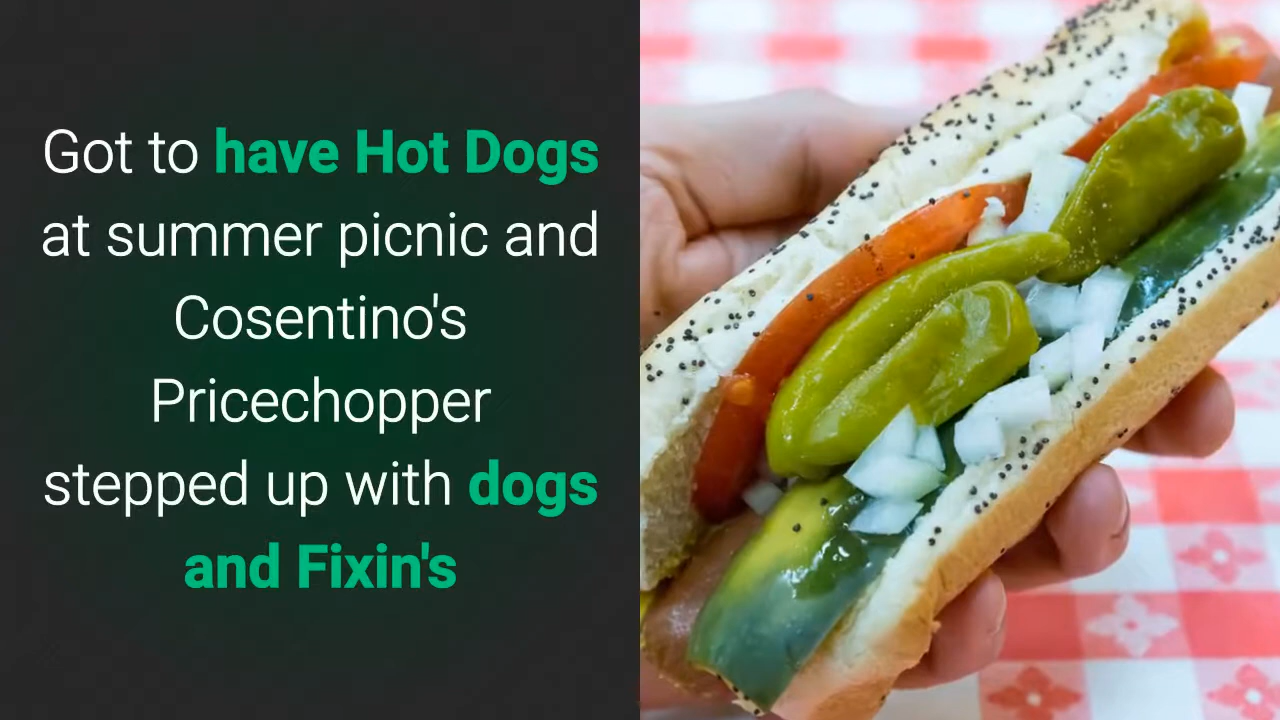 Got to have Hot Dogs
at summer picnic and
Cosentino's
Pricechopper
stepped up with dogs
and Fixin's